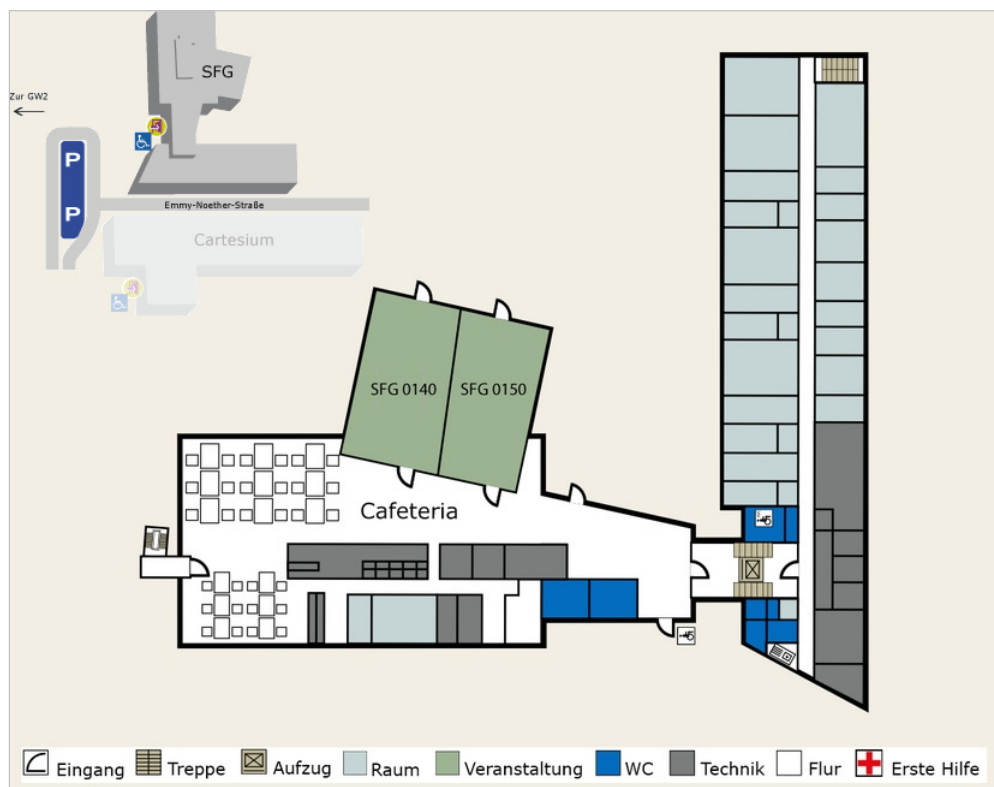 SFG
Zur GW2
P
P
Emmy-Noether-Straße
Cartesium
SFG 0140
SFG 0150
Cafeteria
Eingang
Treppe
Aufzug
Raum
Veranstaltung
WC
Technik
Flur
Erste Hilfe